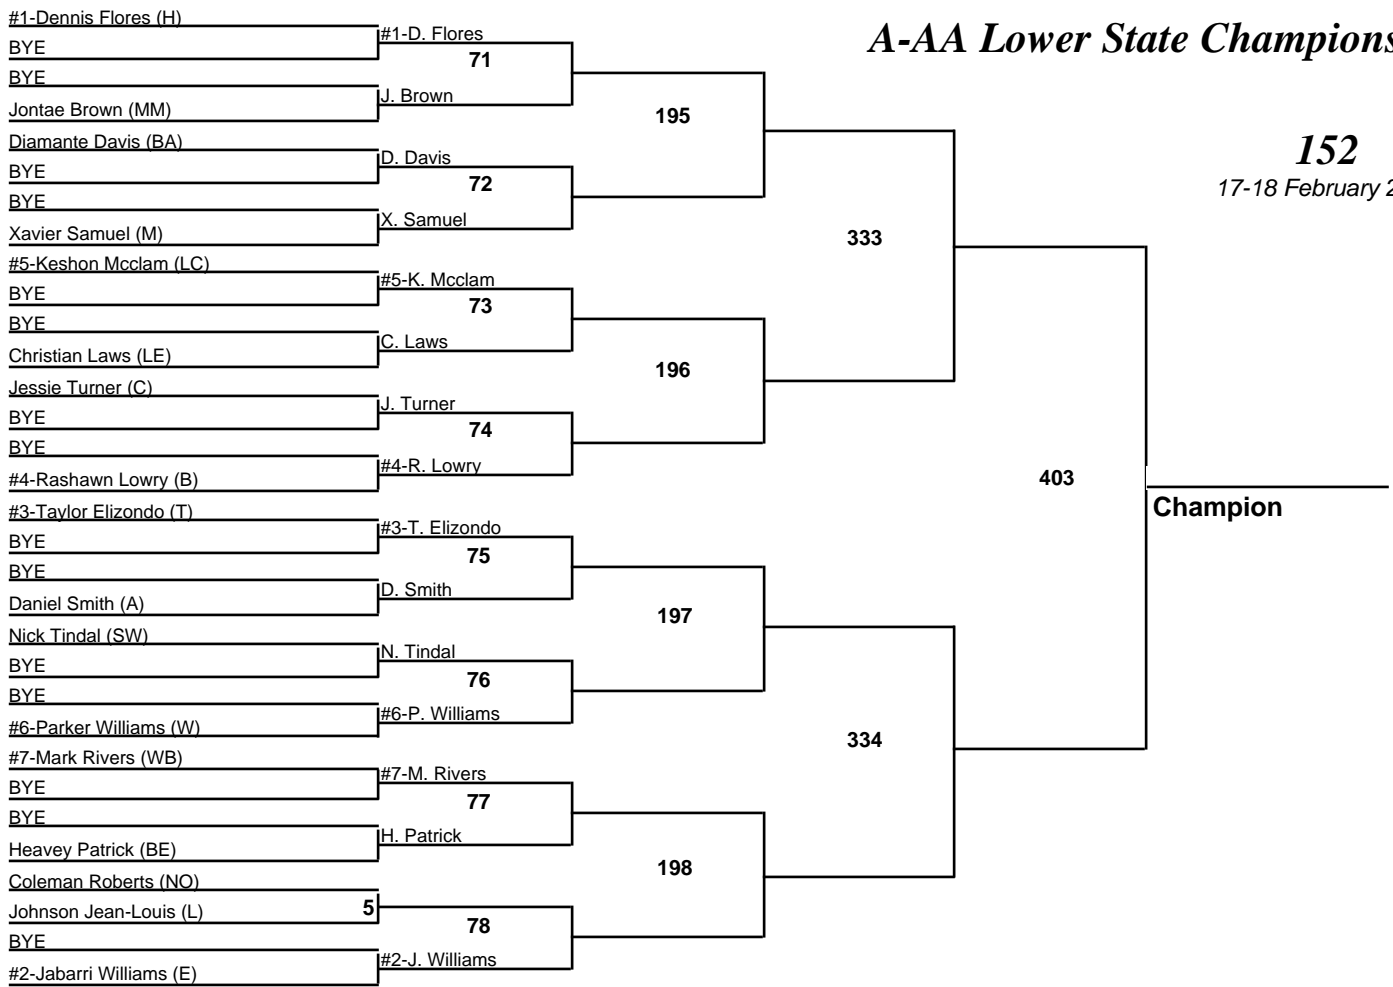 #1-Dennis Flores (H)
BYE
BYE
Jontae Brown (MM)
Diamante Davis (BA)
BYE
BYE
Xavier Samuel (M)
#5-Keshon Mcclam (LC)
BYE
BYE
Christian Laws (LE)
Jessie Turner (C)
BYE
BYE
#4-Rashawn Lowry (B)
#3-Taylor Elizondo (T)
BYE
BYE
Daniel Smith (A)
Nick Tindal (SW)
BYE
BYE
#6-Parker Williams (W)
#7-Mark Rivers (WB)
BYE
BYE
Heavey Patrick (BE)
Coleman Roberts (NO)
Johnson Jean-Louis (L)
5
BYE
#2-Jabarri Williams (E)
#1-D. Flores
71
J. Brown
D. Davis
72
X. Samuel
#5-K. Mcclam
73
C. Laws
J. Turner
74
#4-R. Lowry
#3-T. Elizondo
75
D. Smith
N. Tindal
76
#6-P. Williams
#7-M. Rivers
77
H. Patrick
78
#2-J. Williams
195
196
197
198
333
334
403
Champion
A-AA Lower State Champions
152
17-18 February 2